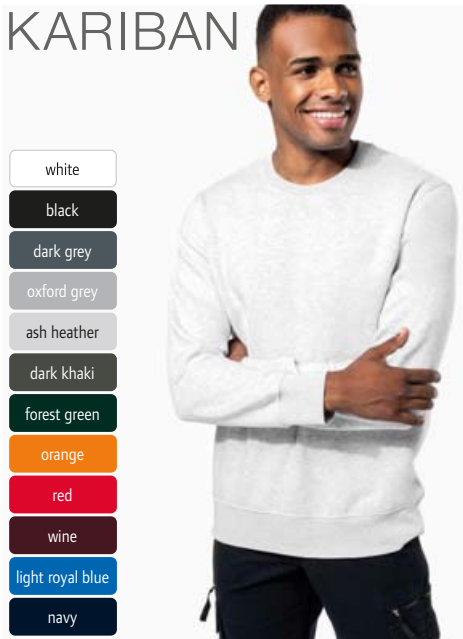 KARIBAN
white
black
dark grey
oxford grey
ash heather
dark khaki
forest green
orange
red
wine
light royal blue
navy